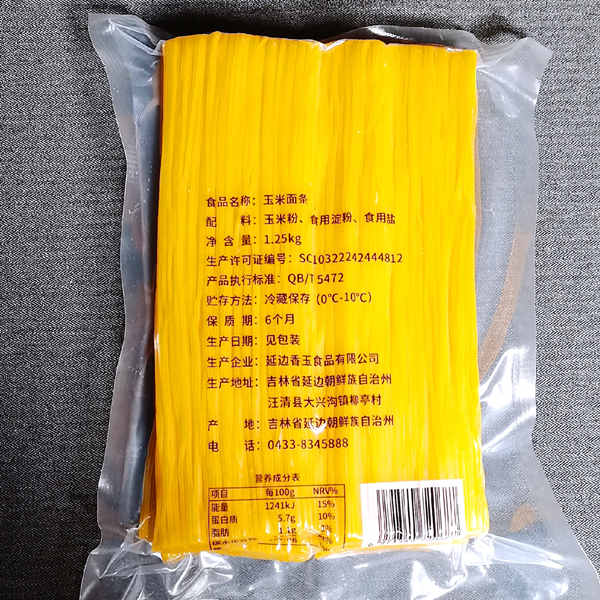 食品名称：玉米面条
配 料：玉米粉、食用淀粉、食用盐
净 含 量：1.25kg
生产许可证编号：SC10322242444812
产品执行标准：QB/T5472
贮存方法：冷藏保存 (0℃-10℃)
保 质 期：6个月
生产日期：见包装
生产企业：延边香玉食品有限公司
生产地址：吉林省延边朝鲜族自治州
汪清县大兴沟镇柳亭村
产 地：吉林省延边朝鲜族自治州
电 话：0433-8345888
营养成分表
项目 每100g NRV%
能量 1241kJ 15%
蛋白质 5.7g 10%
脂肪